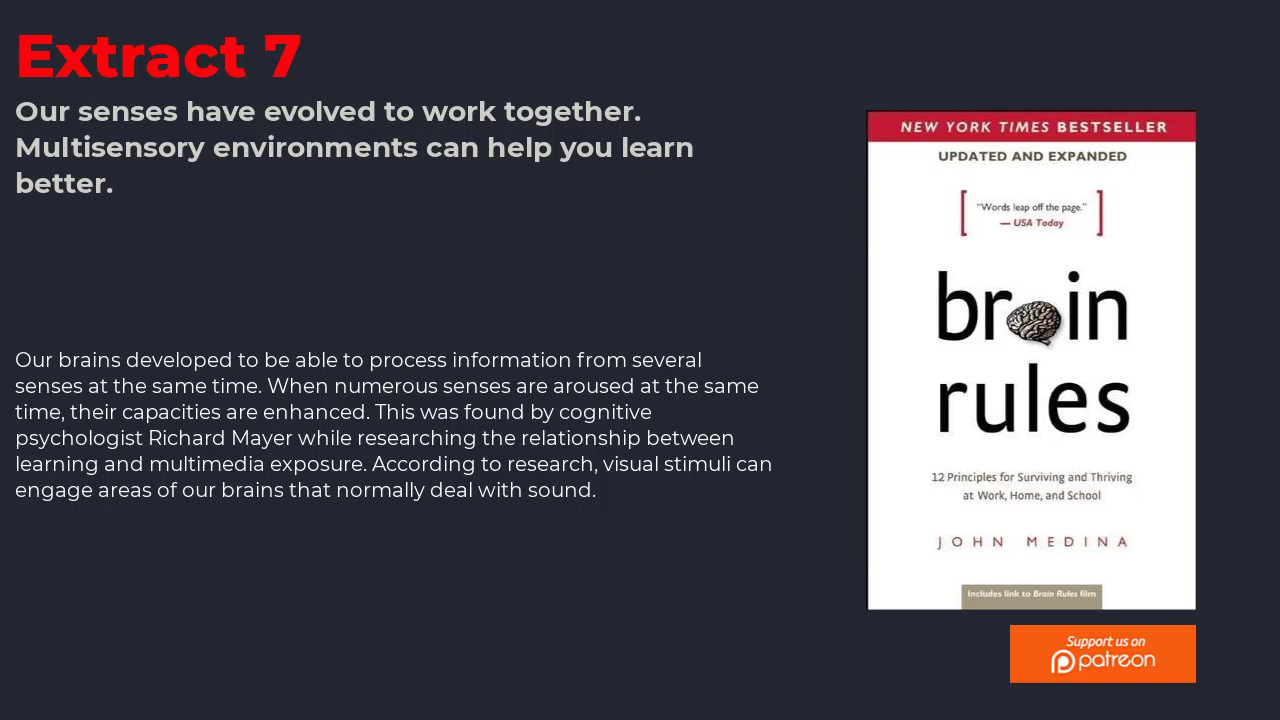 Extract 7
Our senses have evolved to work together.
Multisensory environments can help you learn
better.
Our brains developed to be able to process information from several
senses at the same time. When numerous senses are aroused at the same
time, their capacities are enhanced. This was found by cognitive
psychologist Richard Mayer while researching the relationship between
learning and multimedia exposure. According to research, visual stimuli can
engage areas of our brains that normally deal with sound.
NEW YORK TIMES BESTSELLER
UPDATED AND EXPANDED
"Words leap off the page."
— USA Today
brain
rules
12 Principles for Surviving and Thriving
at Work, Home, and School
JOHN MEDINA
Includes link to Brain Rules film
Support us on
patreon